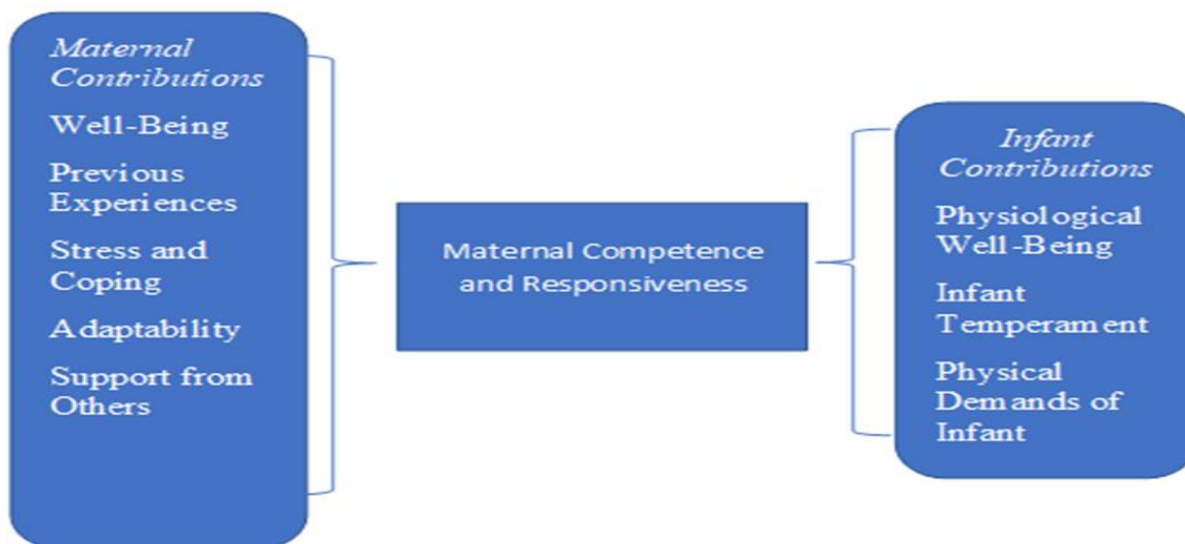 Maternal
Contributions
Well-Being
Previous
Experiences
Stress and
Coping
Adaptability
Support from
Others
Maternal Competence
and Responsiveness
Infant
Contributions
Physiological
Well-Being
Infant
Temperament
Physical
Demands of
Infant